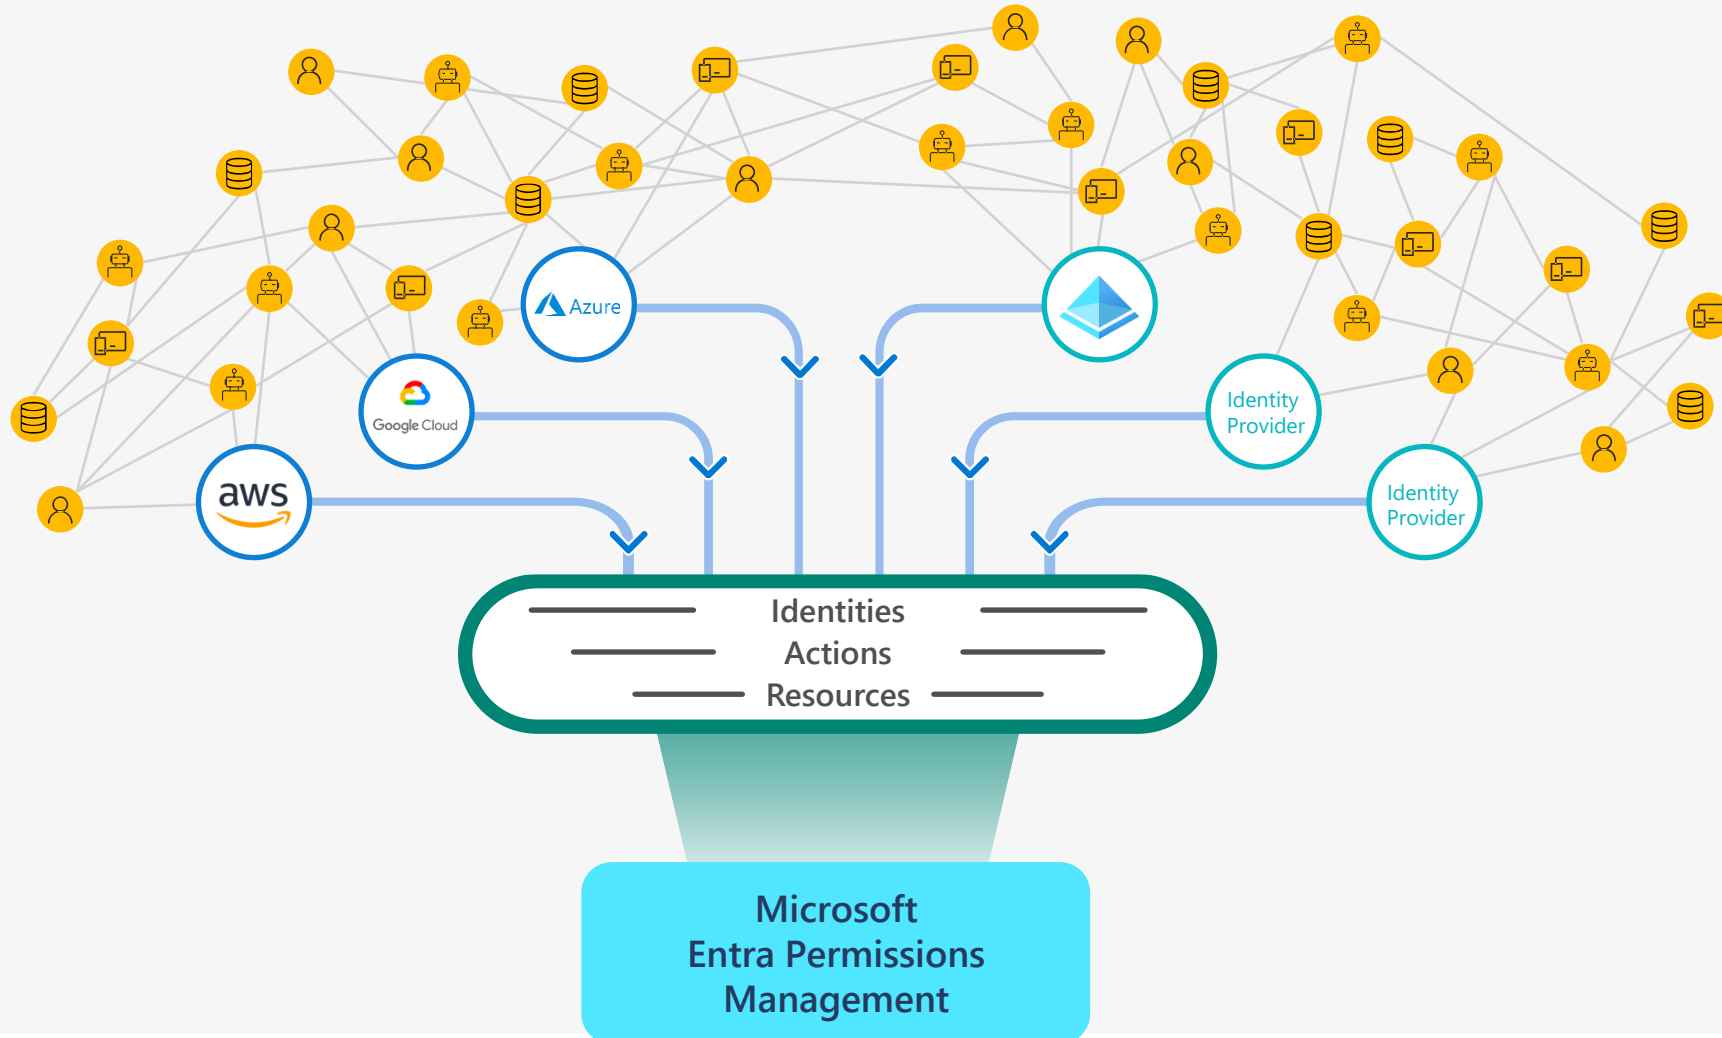 Azure
Google Cloud
aws
Identity
Provider
Identity
Provider
Identities
Actions
Resources
Microsoft
Entra Permissions
Management